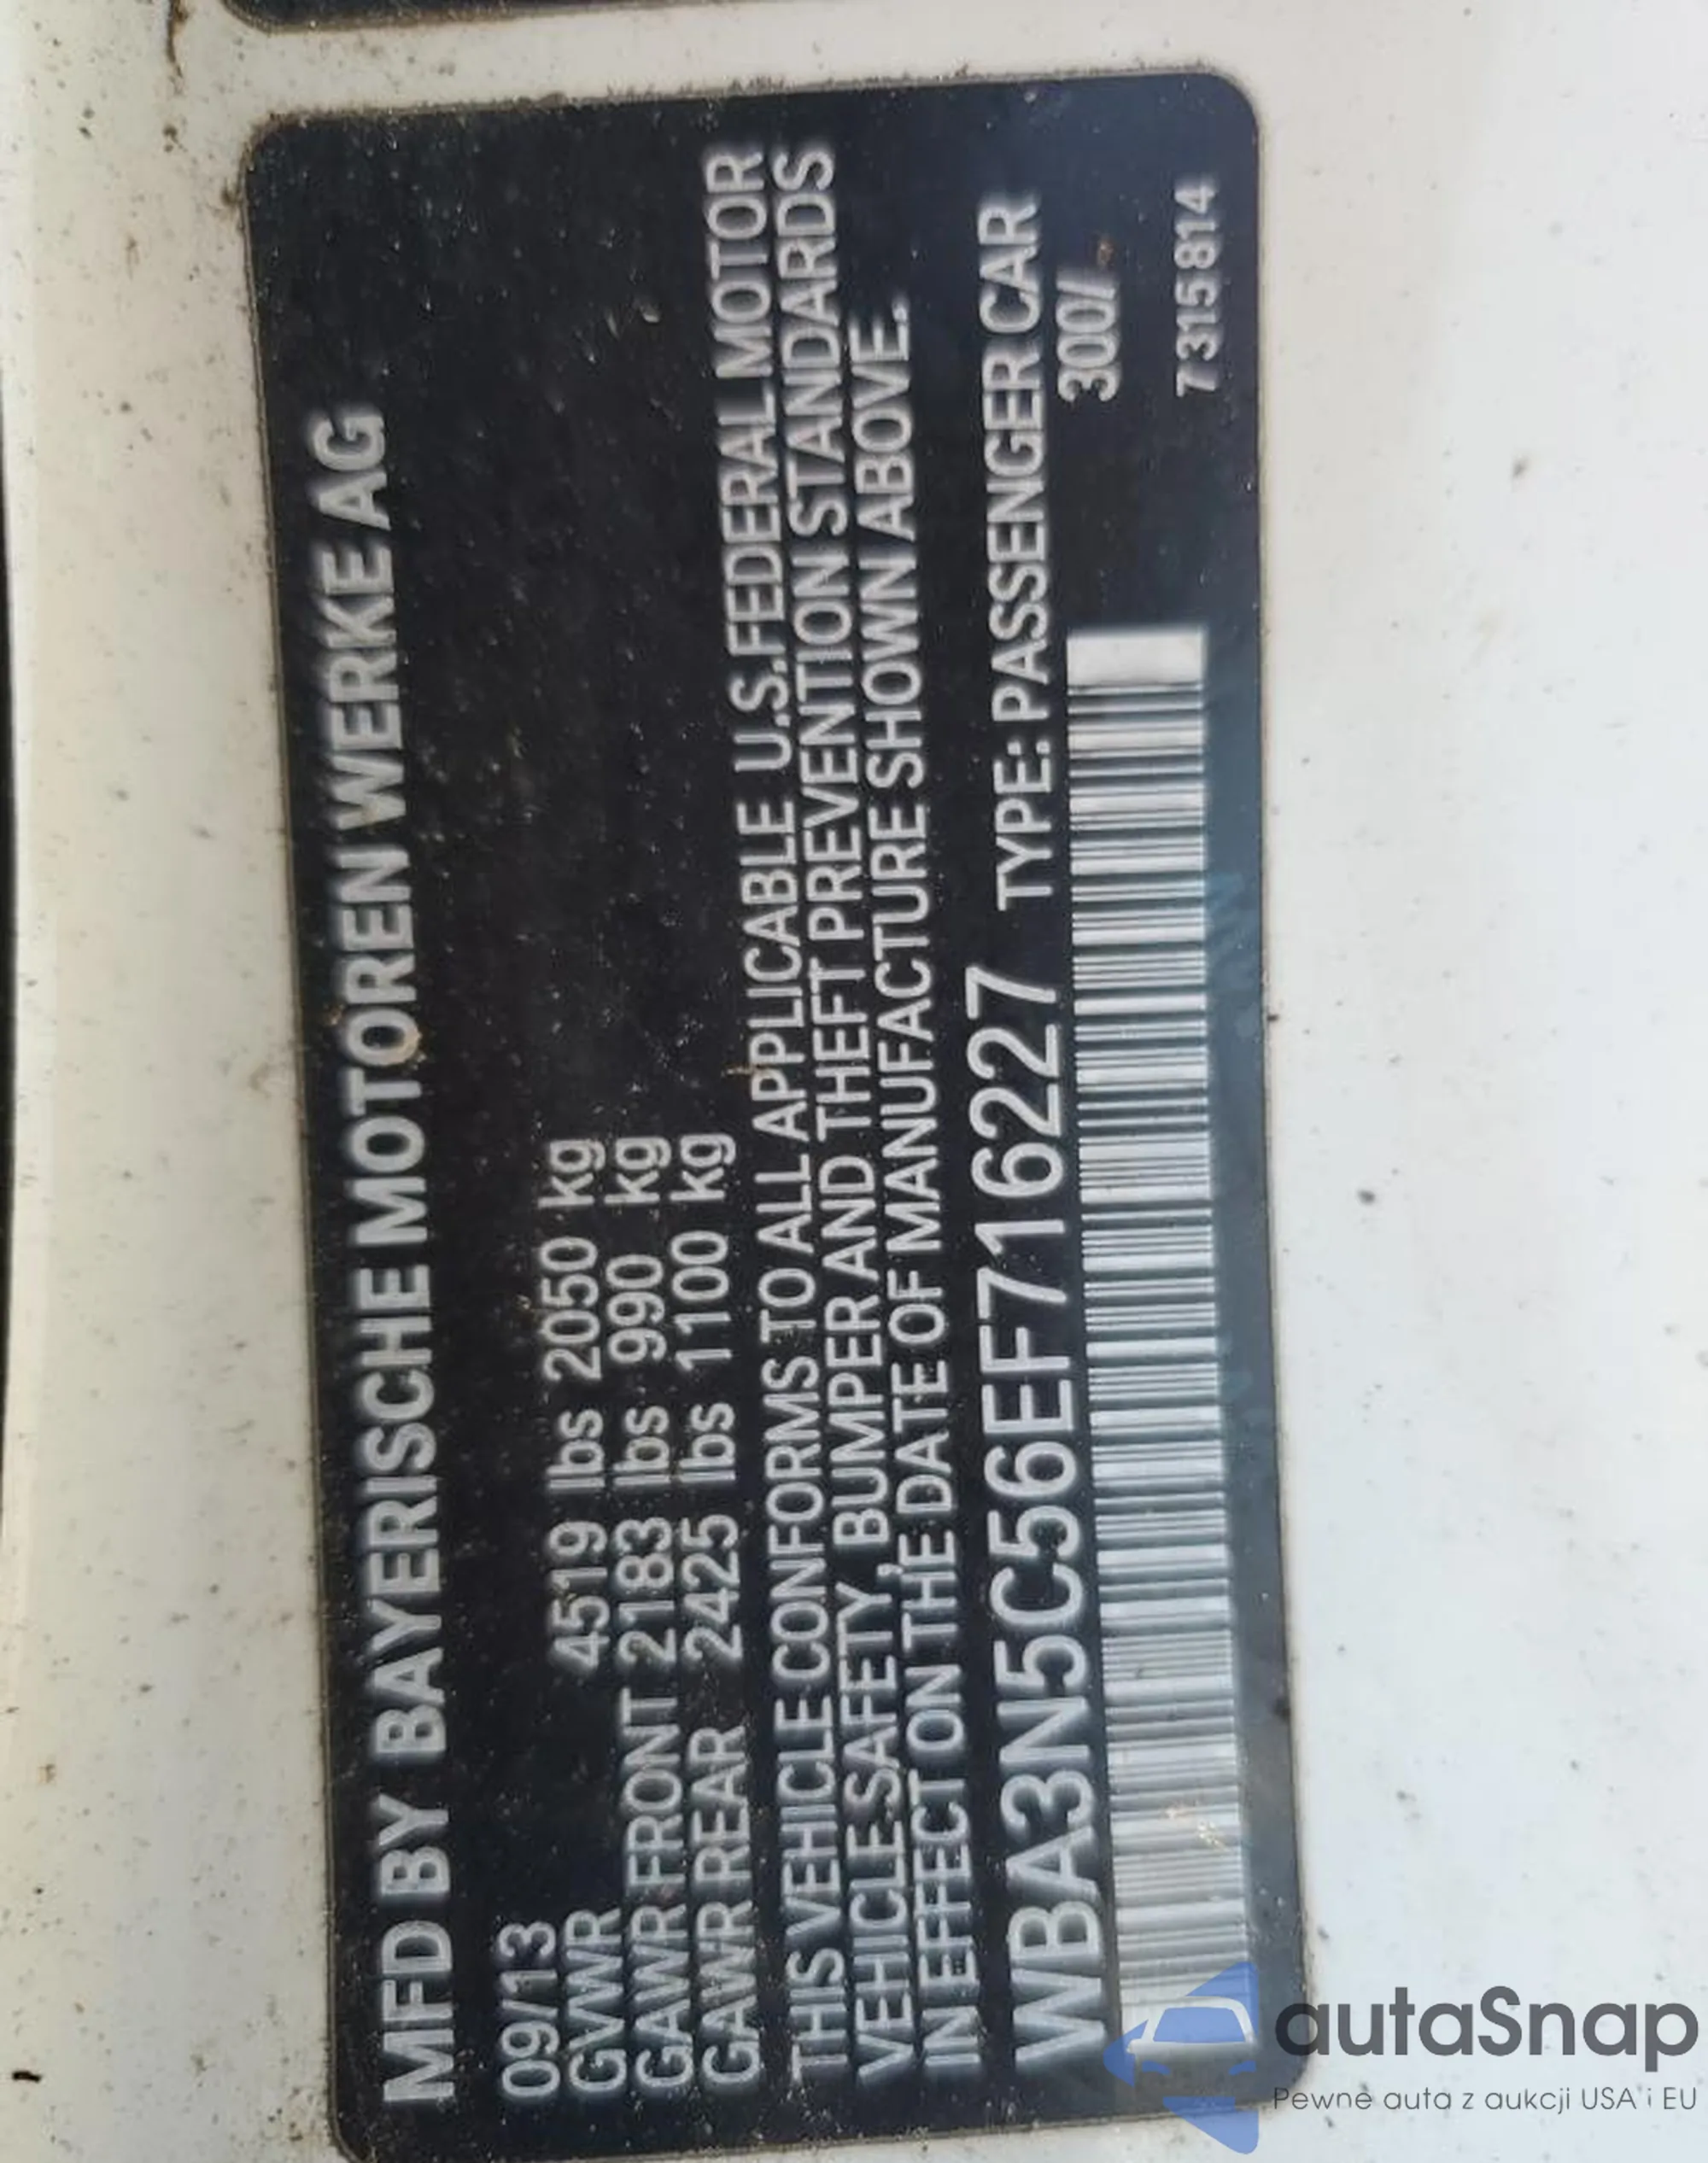 MFD BY BAYERISCHE MOTOREN WERKE AG
09/13
GVWR 4519 lbs 2050 kg
GAWR FRONT 2183 lbs 990 kg
GAWR REAR 2425 lbs 1100 kg
THIS VEHICLE CONFORMS TO ALL APPLICABLE U.S.FEDERAL MOTOR
VEHICLE SAFETY, BUMPER AND THEFT PREVENTION STANDARDS
IN EFFECT ON THE DATE OF MANUFACTURE SHOWN ABOVE.
WBA3N5C56EF716227 TYPE: PASSENGER CAR
300/
7315814
autaSnap
Pewne auta z aukcji USA i EU